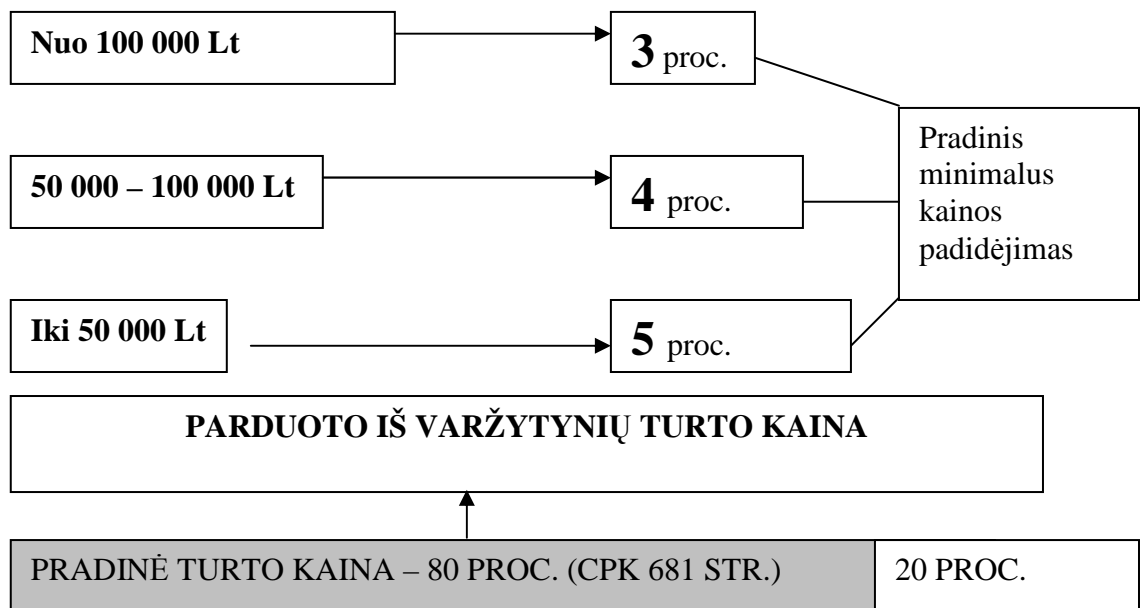 Nuo 100 000 Lt
3 proc.
50 000 – 100 000 Lt
4 proc.
Pradinis
minimalus
kainos
padidėjimas
Iki 50 000 Lt
5 proc.
PARDUOTO IŠ VARŽYTYNIŲ TURTO KAINA
PRADINĖ TURTO KAINA – 80 PROC. (CPK 681 STR.)
20 PROC.